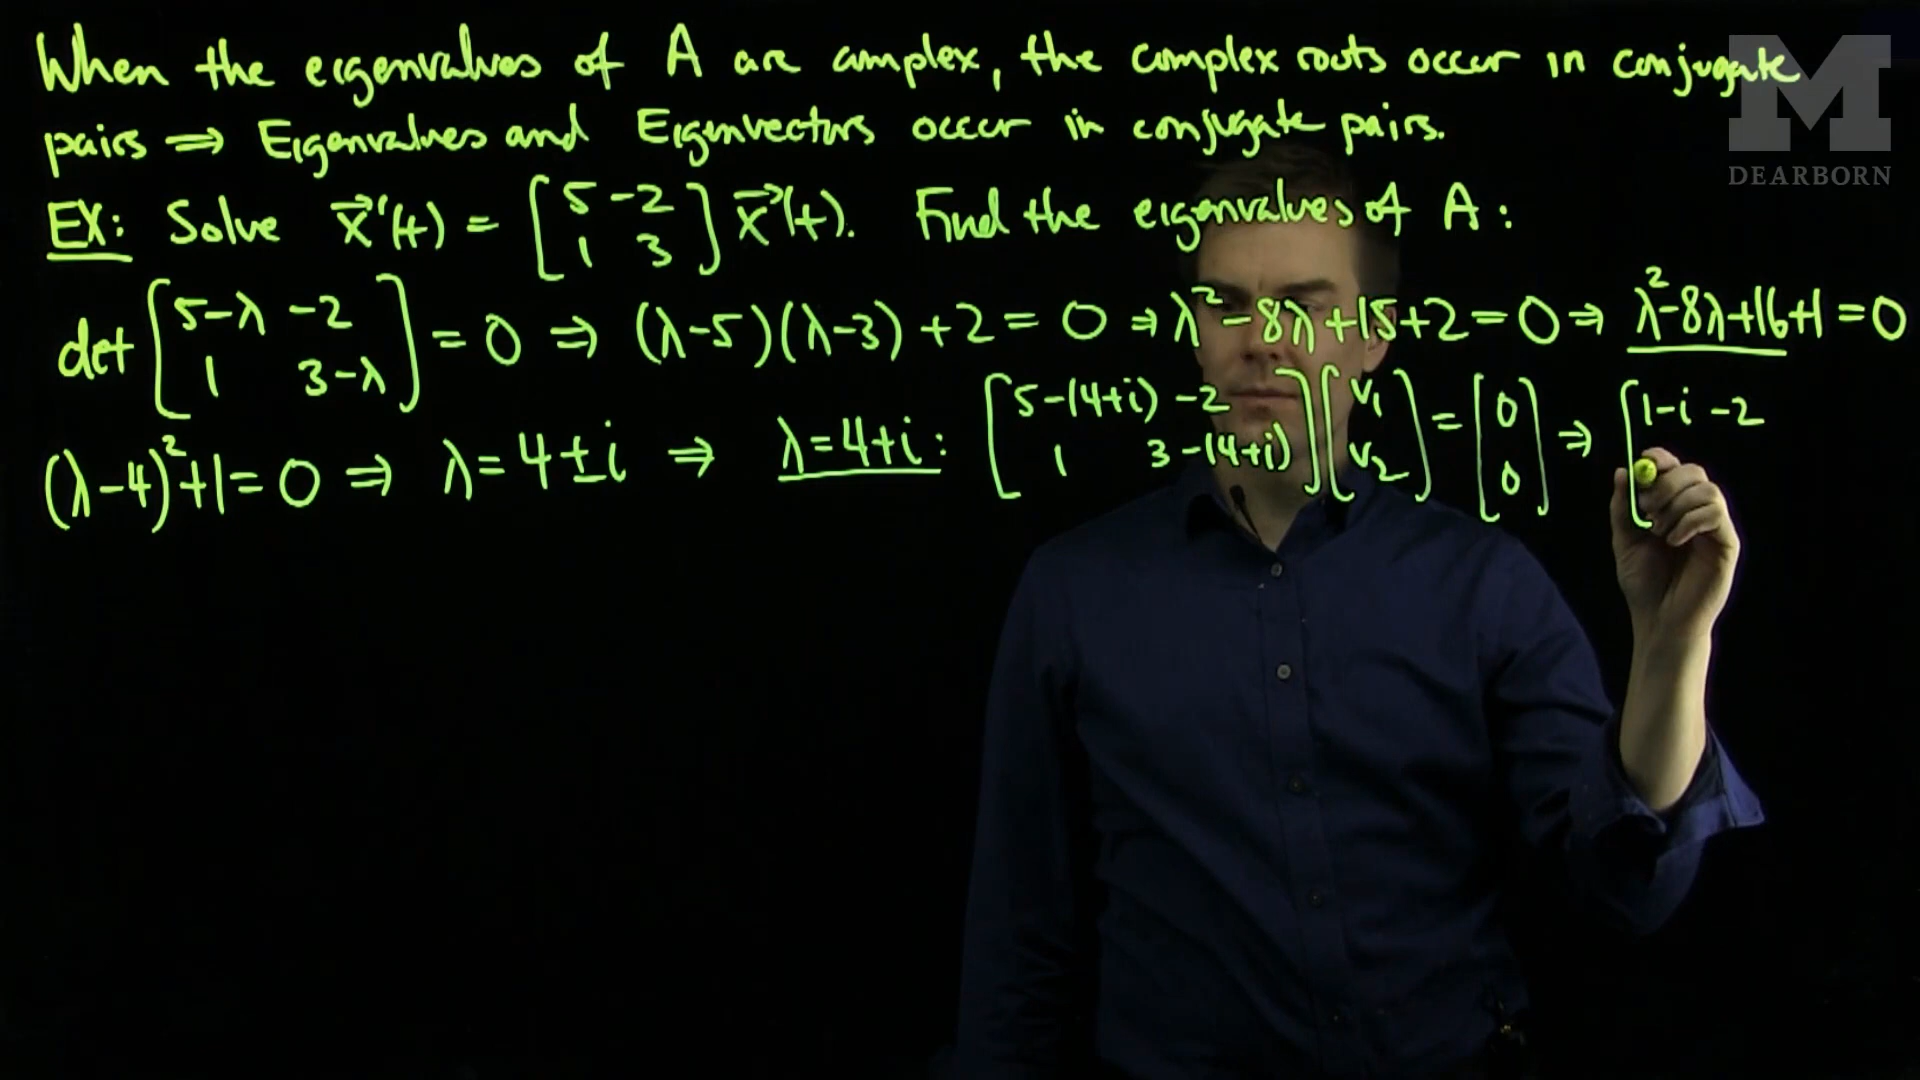 When the eigenvalues of A are complex, the complex roots occur in conjugate
pairs ⇒ Eigenvalues and Eigenvectors occur in conjugate pairs.
EX: Solve x⃗'(t) = [5 -2; 1 3] x⃗(t). Find the eigenvalues of A:
det [5-λ -2; 1 3-λ] = 0 ⇒ (λ-5)(λ-3) + 2 = 0 ⇒ λ² - 8λ + 15 + 2 = 0 ⇒ λ² - 8λ + 16 + 1 = 0
(λ-4)² + 1 = 0 ⇒ λ = 4 ± i ⇒ λ = 4 + i: [5-(4+i) -2; 1 3-(4+i)] [v₁; v₂] = [0; 0] ⇒ [1-i -2
M
DEARBORN